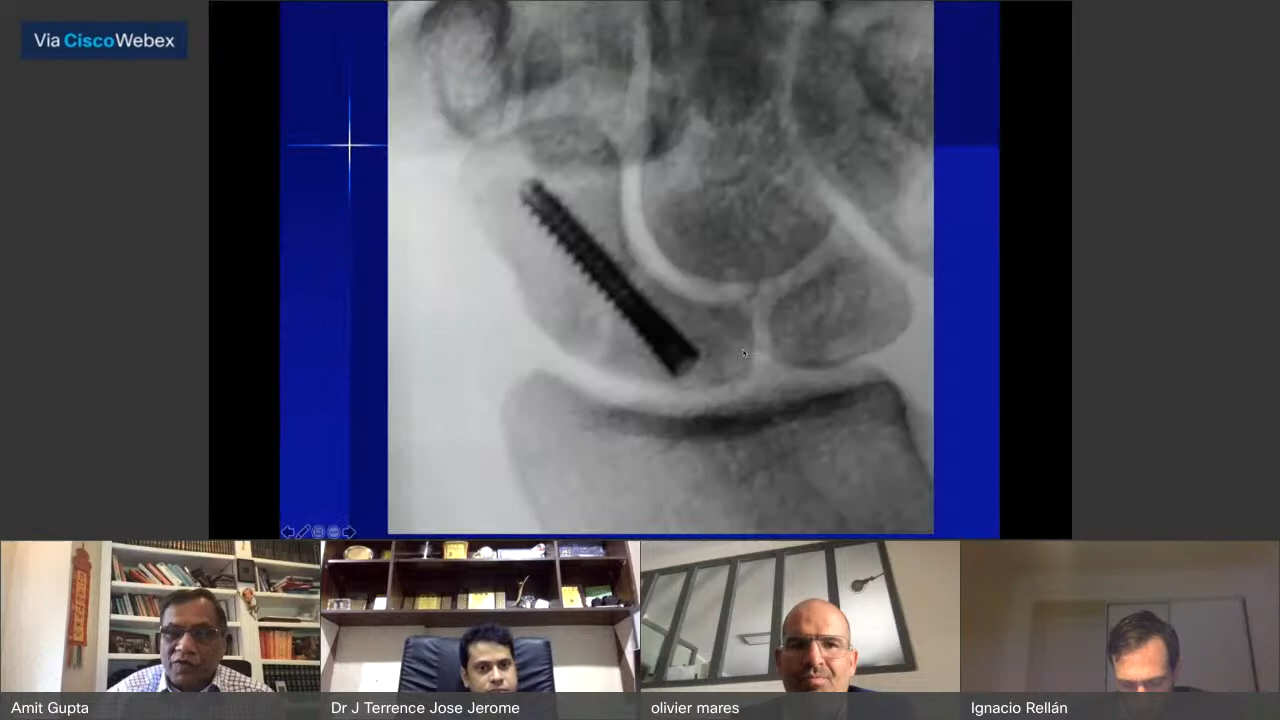 Via CiscoWebex
Amit Gupta
Dr J Terrence Jose Jerome
olivier mares
Ignacio Rellán